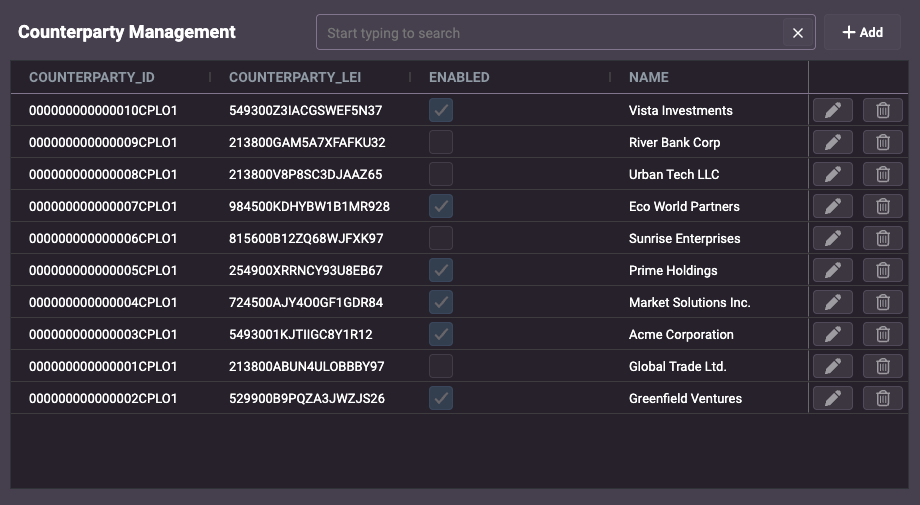 Counterparty Management
Start typing to search
Add
COUNTERPARTY_ID COUNTERPARTY_LEI ENABLED NAME
000000000000010CPLO1 549300Z3IACGSWEF5N37 Vista Investments
000000000000009CPLO1 213800GAM5A7XFAFKU32 River Bank Corp
000000000000008CPLO1 213800V8P8SC3DJAAZ65 Urban Tech LLC
000000000000007CPLO1 984500KDHYBW1B1MR928 Eco World Partners
000000000000006CPLO1 815600B12ZQ68WJFXK97 Sunrise Enterprises
000000000000005CPLO1 254900XRRNCY93U8EB67 Prime Holdings
000000000000004CPLO1 724500AJY4O0GF1GDR84 Market Solutions Inc.
000000000000003CPLO1 5493001KJTIIGC8Y1R12 Acme Corporation
000000000000001CPLO1 213800ABUN4ULOBBBY97 Global Trade Ltd.
000000000000002CPLO1 529900B9PQZA3JWZJS26 Greenfield Ventures